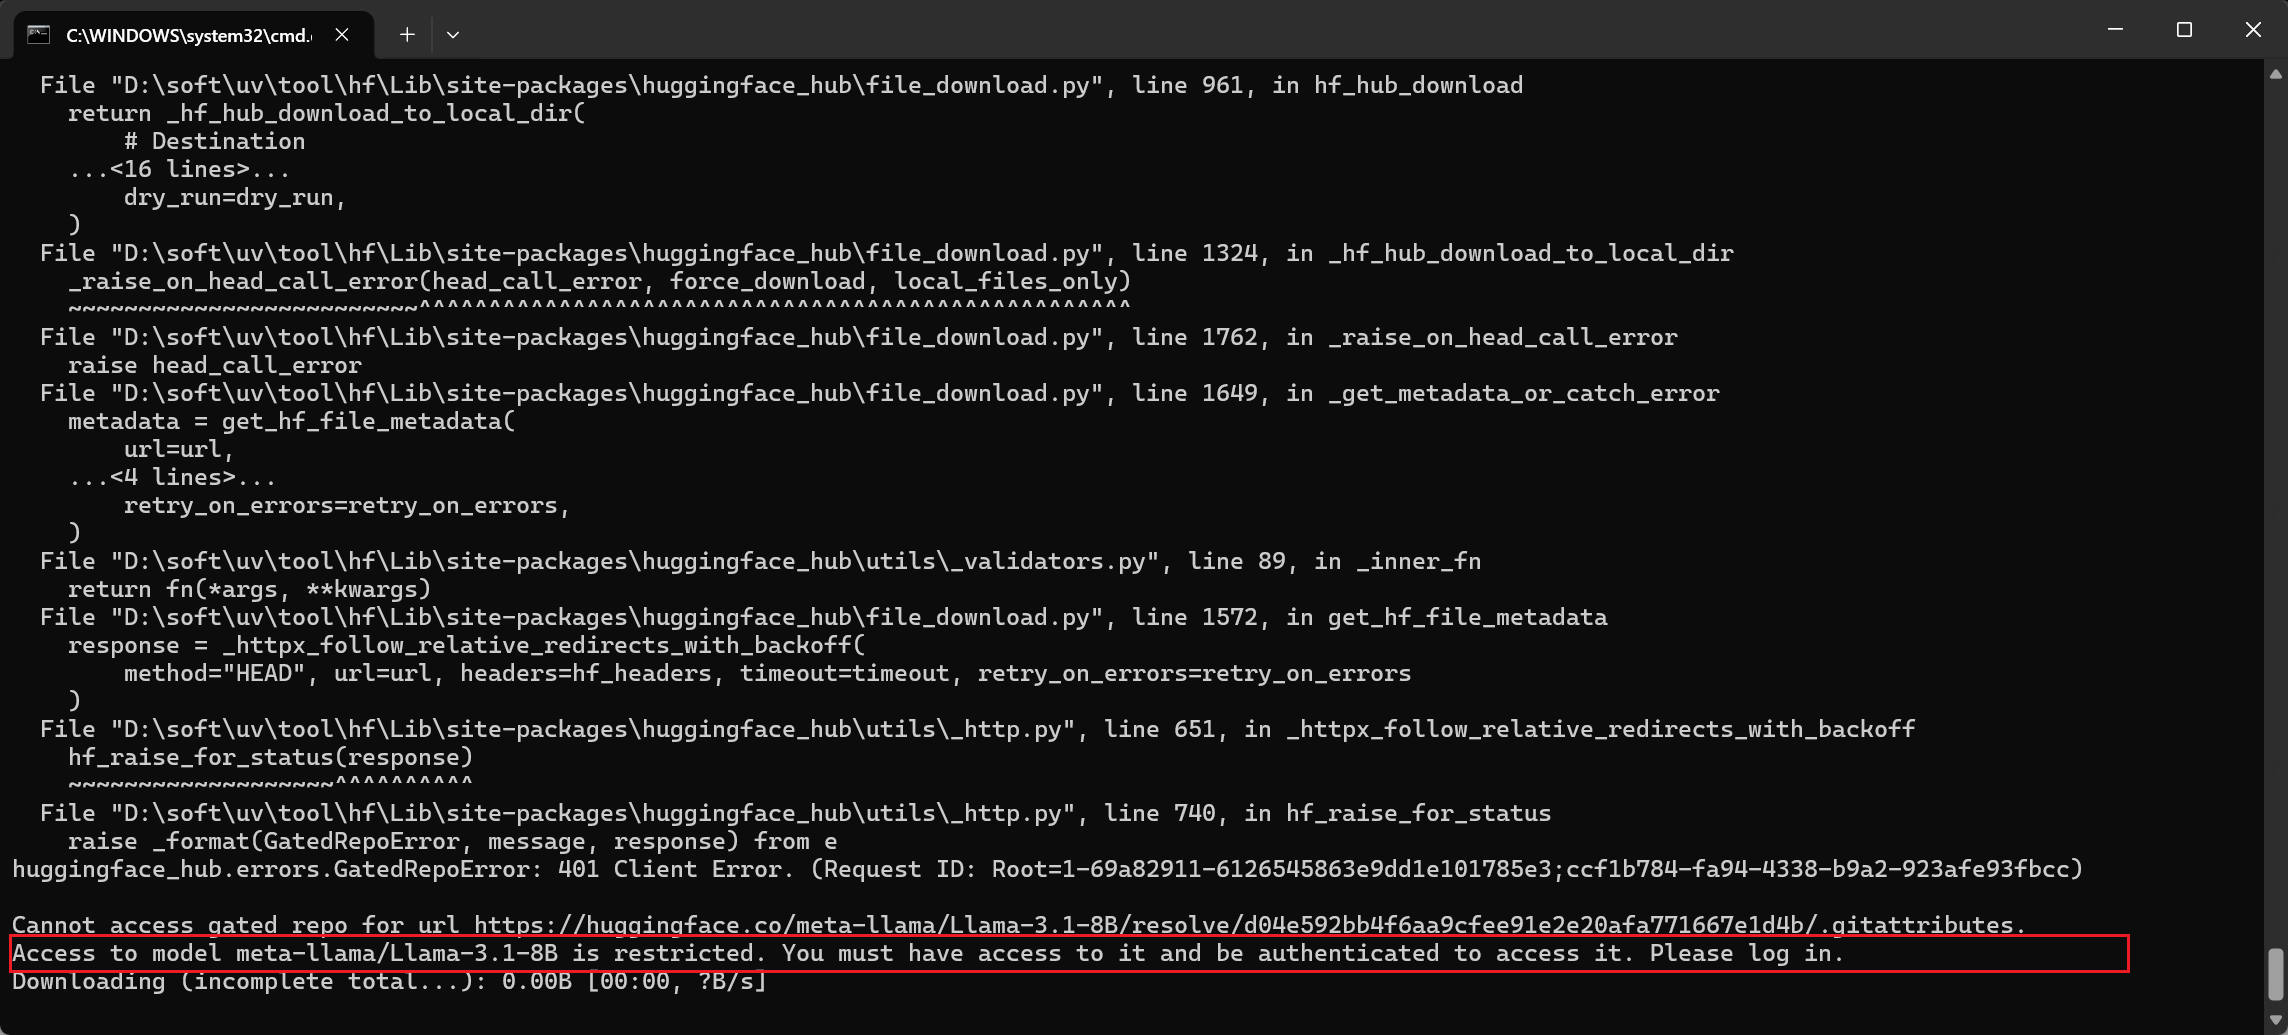 C:\WINDOWS\system32\cmd.
File "D:\soft\uv\tool\hf\Lib\site-packages\huggingface_hub\file_download.py", line 961, in hf_hub_download
return _hf_hub_download_to_local_dir(
# Destination
...<16 lines>...
dry_run=dry_run,
)
File "D:\soft\uv\tool\hf\Lib\site-packages\huggingface_hub\file_download.py", line 1324, in _hf_hub_download_to_local_dir
_raise_on_head_call_error(head_call_error, force_download, local_files_only)
~~~~~~~~~~~~~~~~~~~~~~~~~^^^^^^^^^^^^^^^^^^^^^^^^^^^^^^^^^^^^^^^^^^^^^^^^^^^
File "D:\soft\uv\tool\hf\Lib\site-packages\huggingface_hub\file_download.py", line 1762, in _raise_on_head_call_error
raise head_call_error
File "D:\soft\uv\tool\hf\Lib\site-packages\huggingface_hub\file_download.py", line 1649, in _get_metadata_or_catch_error
metadata = get_hf_file_metadata(
url=url,
...<4 lines>...
retry_on_errors=retry_on_errors,
)
File "D:\soft\uv\tool\hf\Lib\site-packages\huggingface_hub\utils\_validators.py", line 89, in _inner_fn
return fn(*args, **kwargs)
File "D:\soft\uv\tool\hf\Lib\site-packages\huggingface_hub\file_download.py", line 1572, in get_hf_file_metadata
response = _httpx_follow_relative_redirects_with_backoff(
method="HEAD", url=url, headers=hf_headers, timeout=timeout, retry_on_errors=retry_on_errors
)
File "D:\soft\uv\tool\hf\Lib\site-packages\huggingface_hub\utils\_http.py", line 651, in _httpx_follow_relative_redirects_with_backoff
hf_raise_for_status(response)
~~~~~~~~~~~~~~~~~~~^^^^^^^^^^
File "D:\soft\uv\tool\hf\Lib\site-packages\huggingface_hub\utils\_http.py", line 740, in hf_raise_for_status
raise _format(GatedRepoError, message, response) from e
huggingface_hub.errors.GatedRepoError: 401 Client Error. (Request ID: Root=1-69a82911-6126545863e9dd1e101785e3;ccf1b784-fa94-4338-b9a2-923afe93fbcc)
Cannot access gated repo for url https://huggingface.co/meta-llama/Llama-3.1-8B/resolve/d04e592bb4f6aa9cfee91e2e20afa771667e1d4b/.gitattributes.
Access to model meta-llama/Llama-3.1-8B is restricted. You must have access to it and be authenticated to access it. Please log in.
Downloading (incomplete total...): 0.00B [00:00, ?B/s]